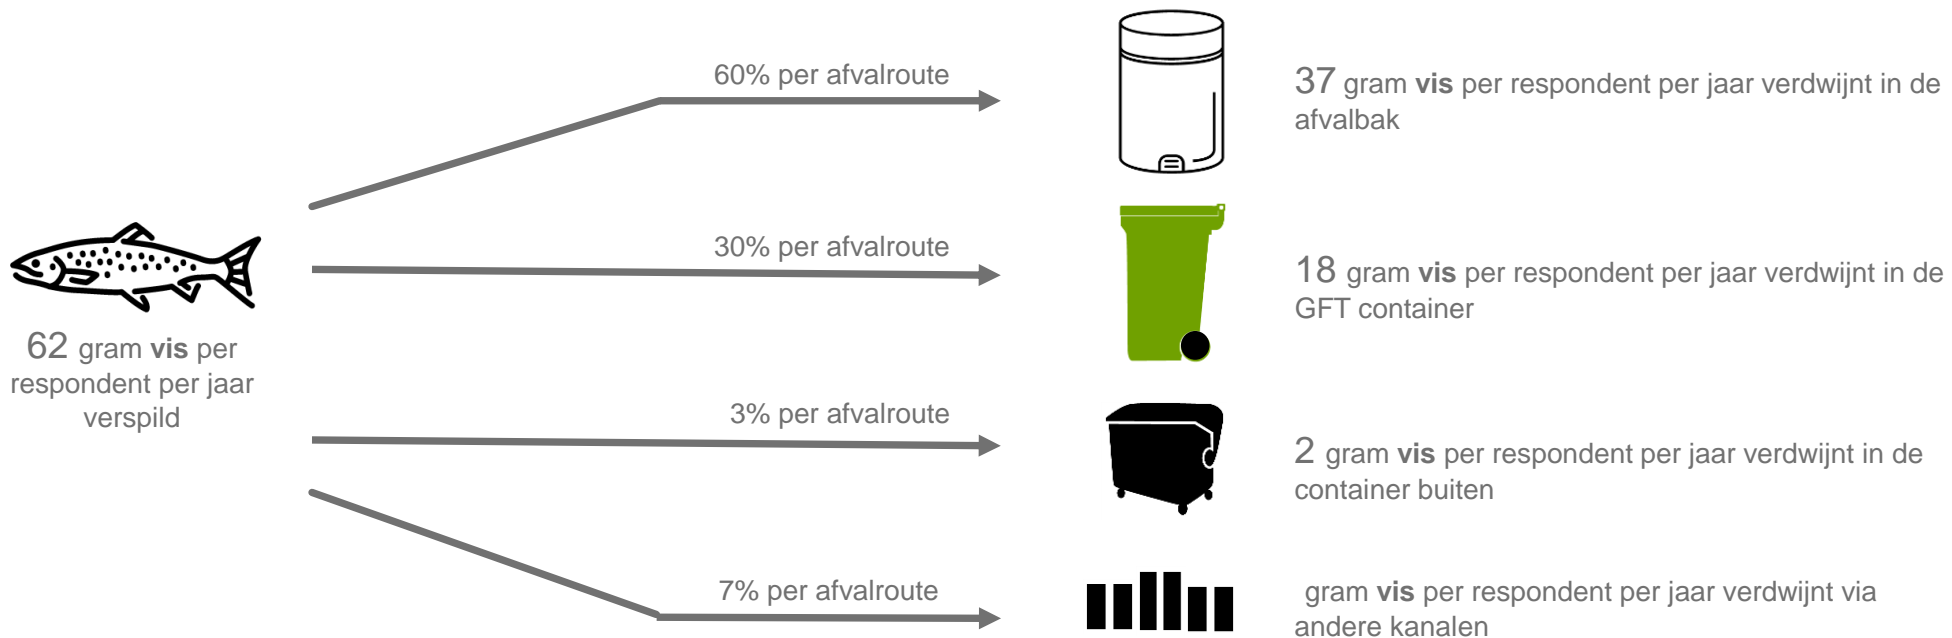 60% per afvalroute
37 gram vis per respondent per jaar verdwijnt in de
afvalbak
30% per afvalroute
18 gram vis per respondent per jaar verdwijnt in de
GFT container
62 gram vis per
respondent per jaar
verspild
3% per afvalroute
2 gram vis per respondent per jaar verdwijnt in de
container buiten
7% per afvalroute
gram vis per respondent per jaar verdwijnt via
andere kanalen